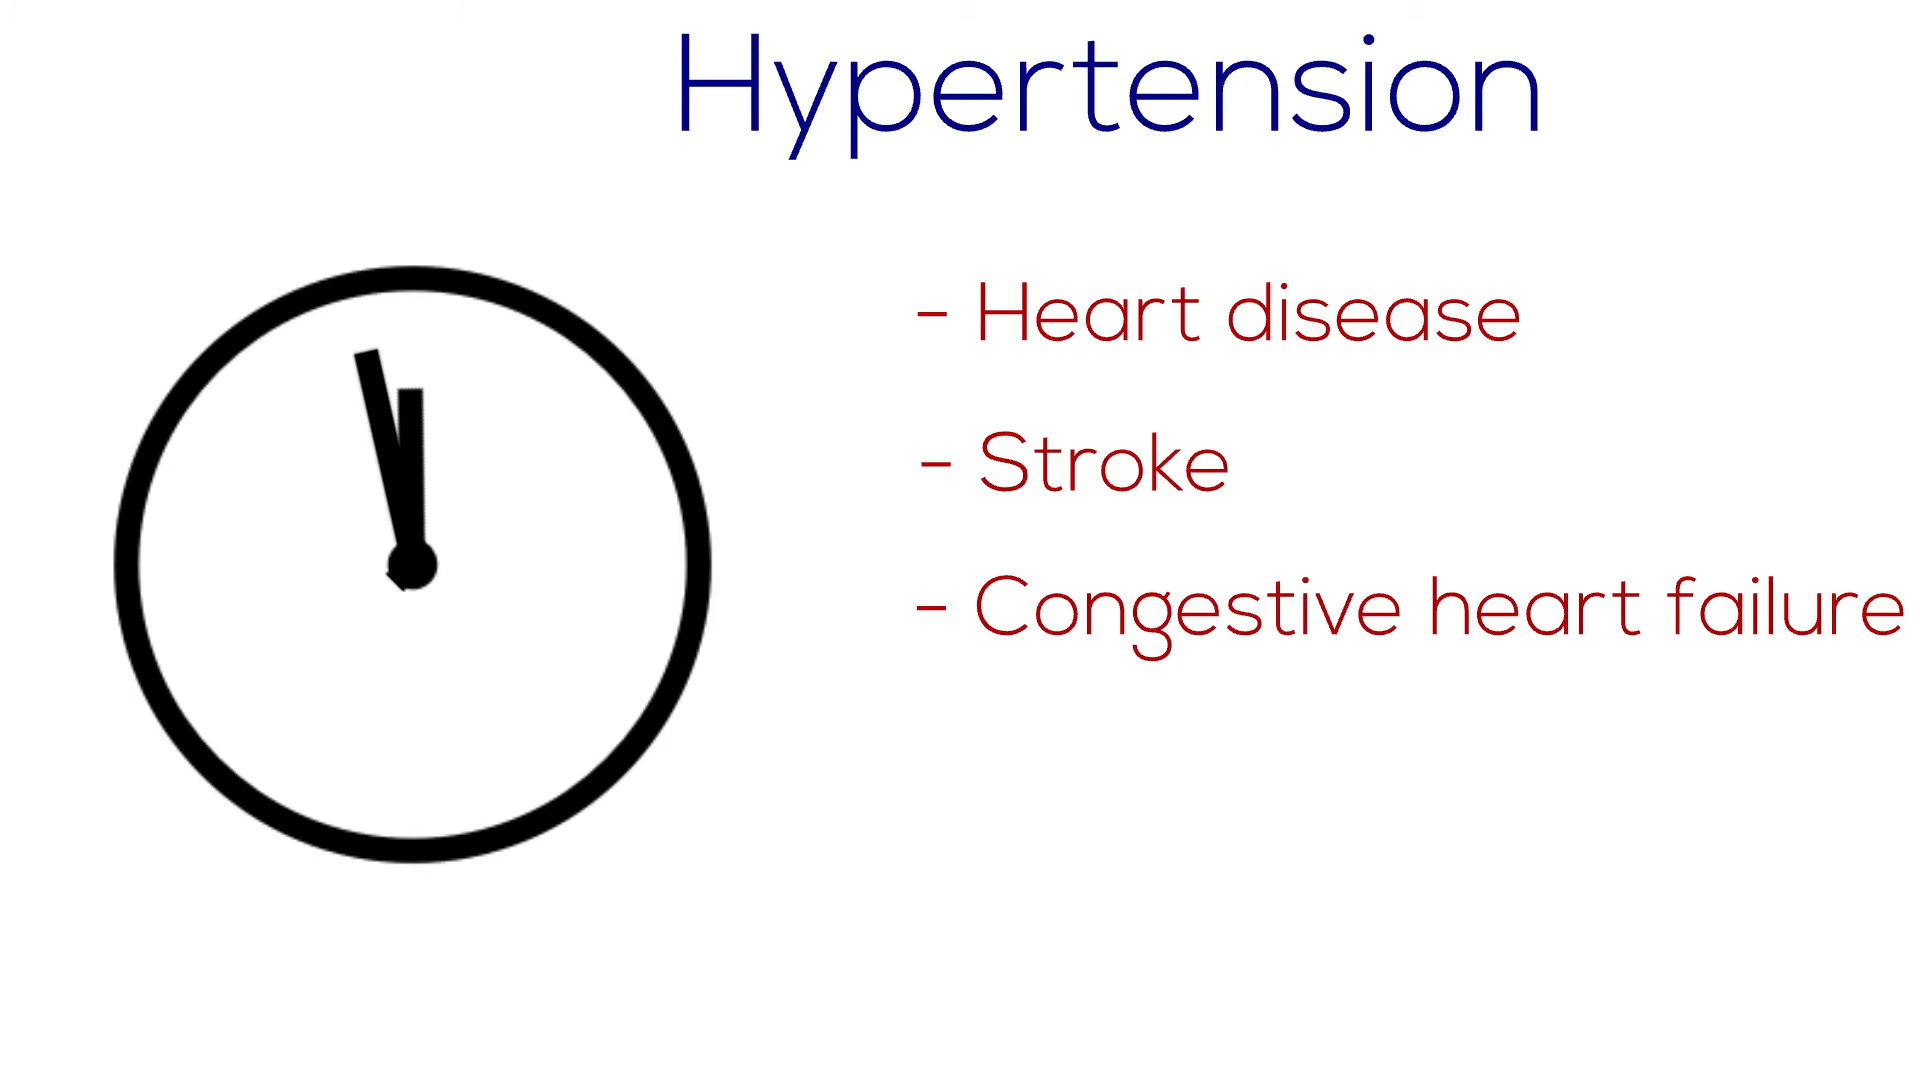 Hypertension
- Heart disease
- Stroke
- Congestive heart failure